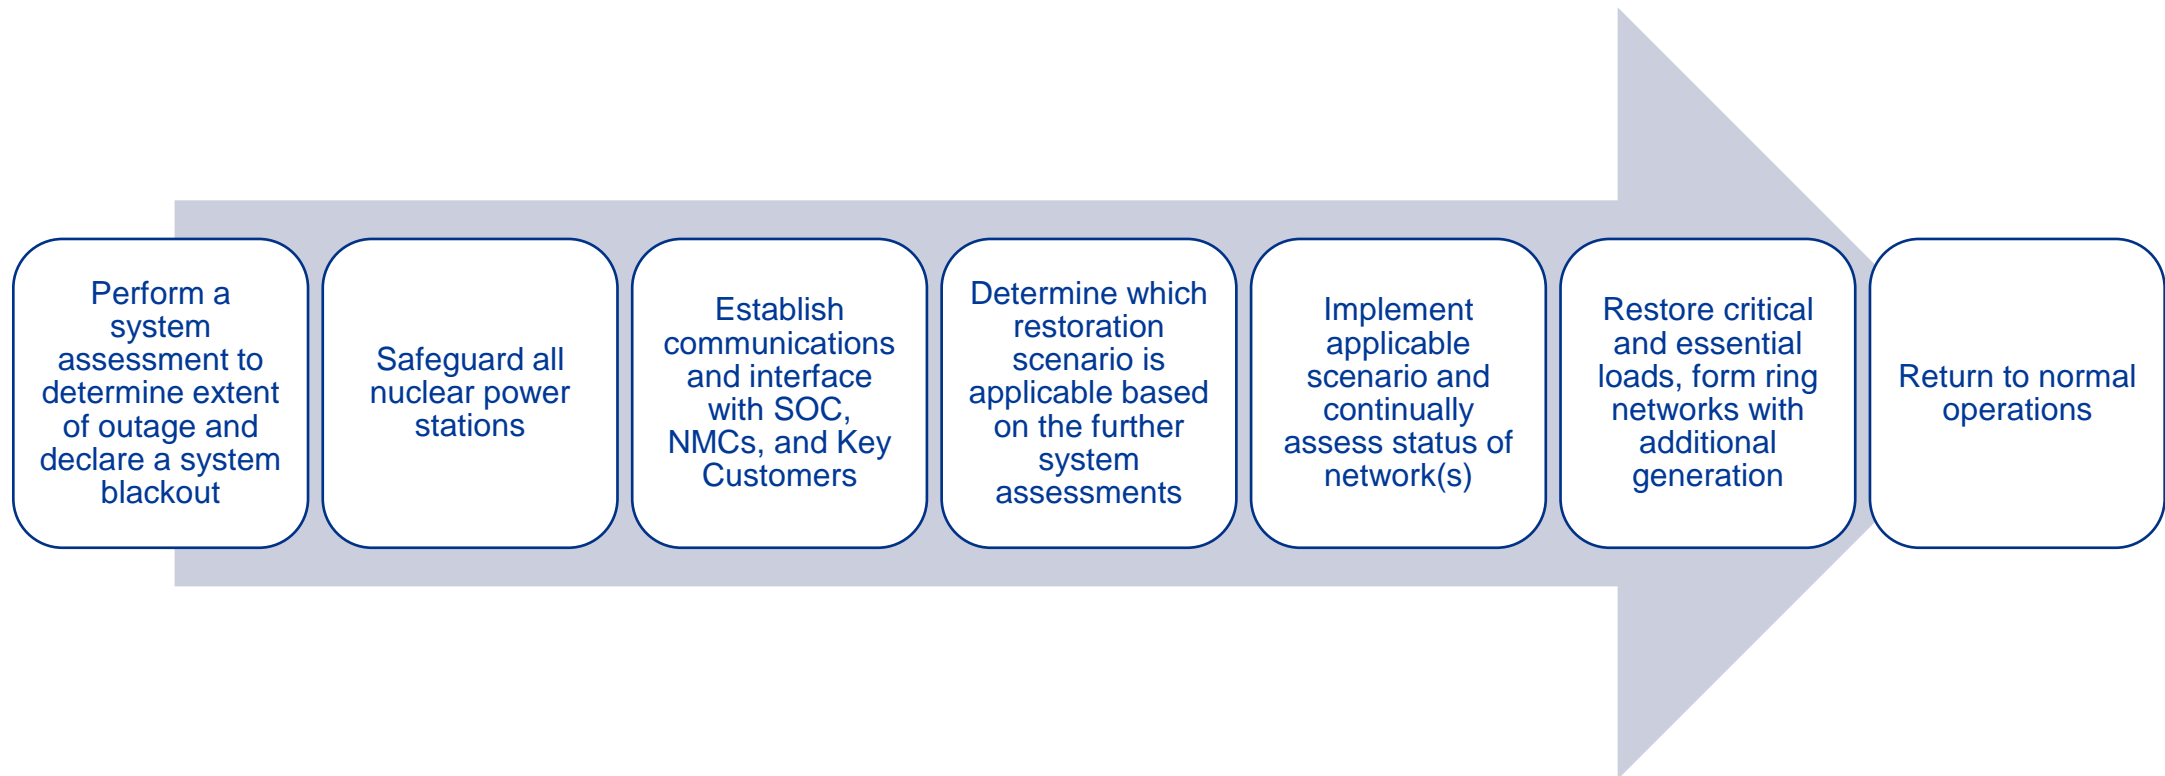 Perform a
system
assessment to
determine extent
of outage and
declare a system
blackout
Safeguard all
nuclear power
stations
Establish
communications
and interface
with SOC,
NMCs, and Key
Customers
Determine which
restoration
scenario is
applicable based
on the further
system
assessments
Implement
applicable
scenario and
continually
assess status of
network(s)
Restore critical
and essential
loads, form ring
networks with
additional
generation
Return to normal
operations